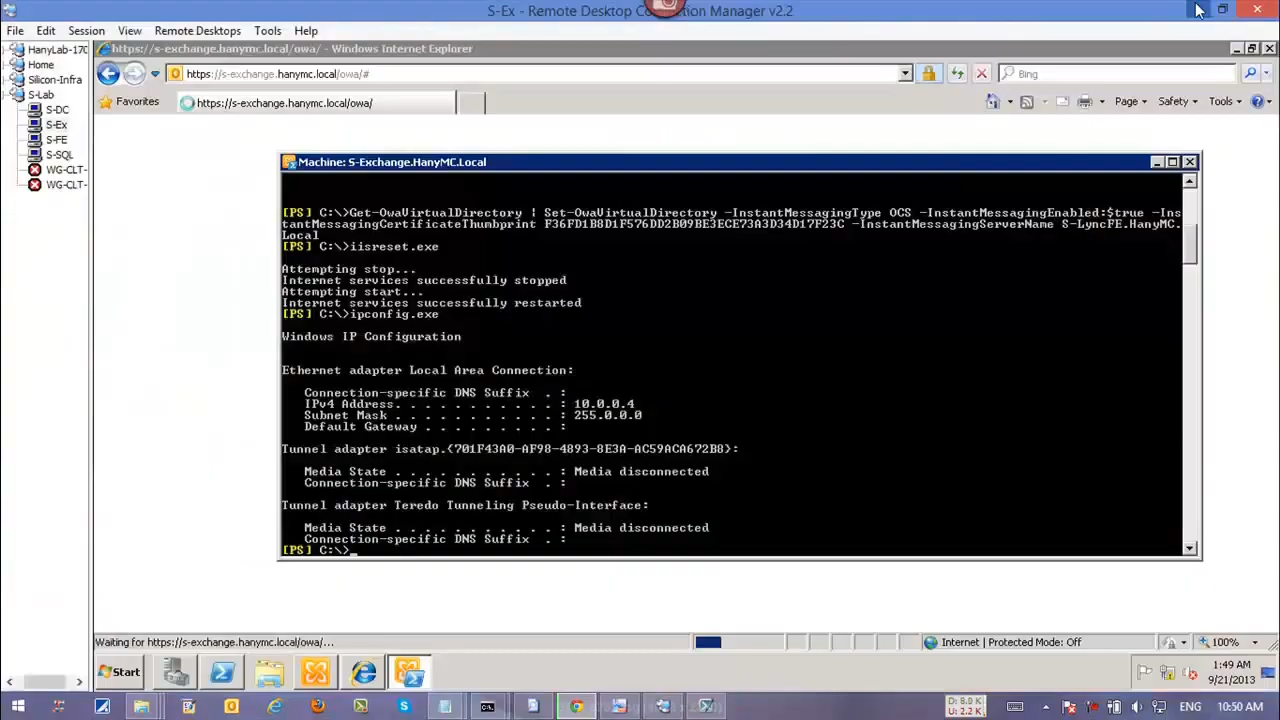 S-Ex - Remote Desktop Connection Manager v2.2
File Edit Session View Remote Desktops Tools Help
HanyLab-170
Home
Silicon-Infra
S-Lab
S-DC
S-Ex
S-FE
S-SQL
WG-CLT-
WG-CLT-
https://s-exchange.hanymc.local/owa/ - Windows Internet Explorer
https://s-exchange.hanymc.local/owa/#
Bing
Favorites
https://s-exchange.hanymc.local/owa/
Page Safety Tools
Machine: S-Exchange.HanyMC.Local
[PS] C:\>Get-OwaVirtualDirectory | Set-OwaVirtualDirectory -InstantMessagingType OCS -InstantMessagingEnabled:$true -Ins
tantMessagingCertificateThumbprint F36FD1B8D1F576DD2B09BE3ECE73A3D34D17F23C -InstantMessagingServerName S-LyncFE.HanyMC.
Local
[PS] C:\>iisreset.exe
Attempting stop...
Internet services successfully stopped
Attempting start...
Internet services successfully restarted
[PS] C:\>ipconfig.exe
Windows IP Configuration
Ethernet adapter Local Area Connection:
Connection-specific DNS Suffix . :
IPv4 Address. . . . . . . . . . . : 10.0.0.4
Subnet Mask . . . . . . . . . . . : 255.0.0.0
Default Gateway . . . . . . . . . :
Tunnel adapter isatap.{701F43A0-AF98-4893-8E3A-AC59ACA672B8}:
Media State . . . . . . . . . . . : Media disconnected
Connection-specific DNS Suffix . :
Tunnel adapter Teredo Tunneling Pseudo-Interface:
Media State . . . . . . . . . . . : Media disconnected
Connection-specific DNS Suffix . :
[PS] C:\>
Waiting for https://s-exchange.hanymc.local/owa/...
Internet | Protected Mode: Off
100%
Start
1:49 AM
9/21/2013
D: 8.0 K
U: 2.2 K
ENG
10:50 AM